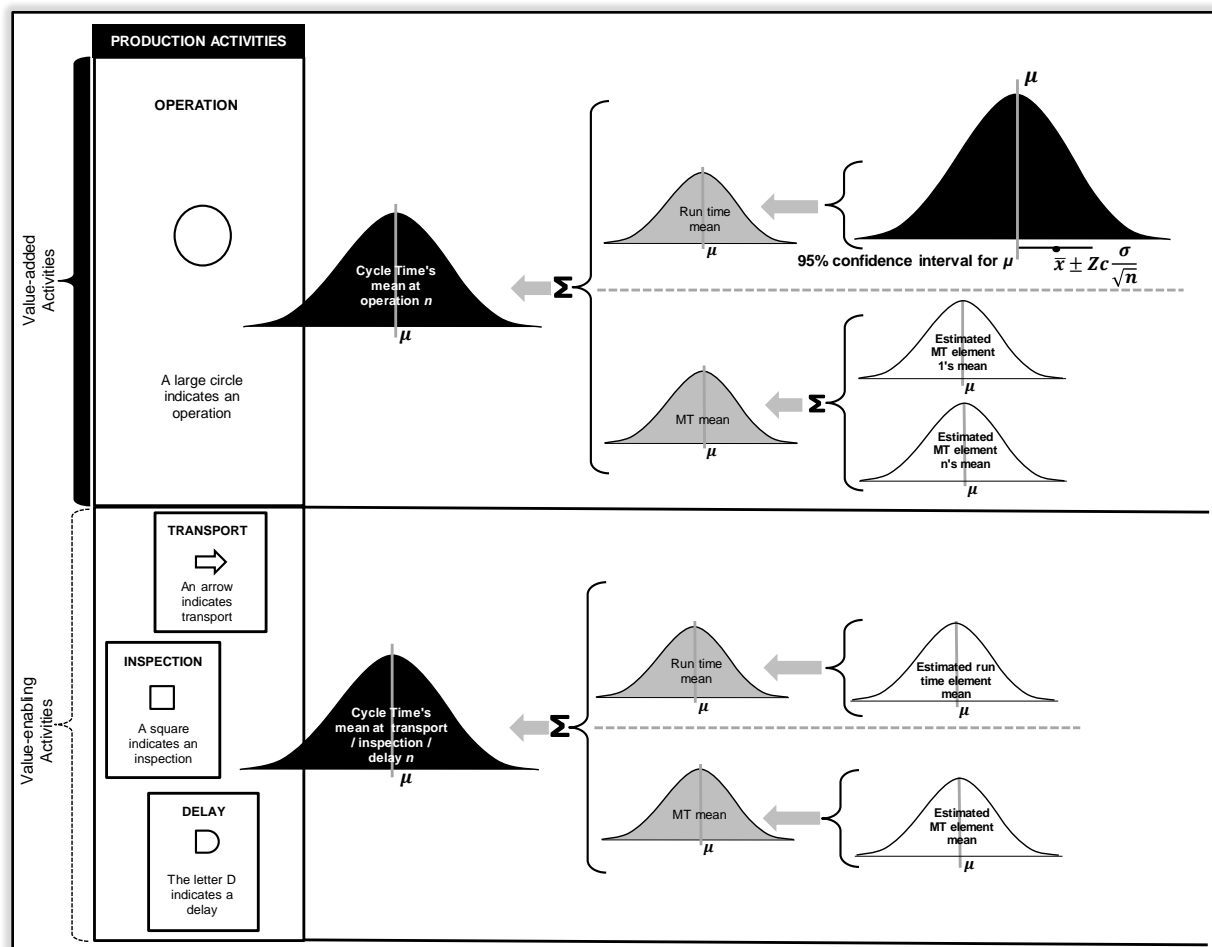 PRODUCTION ACTIVITIES
Value-added
Activities
OPERATION
A large circle
indicates an
operation
Cycle Time's
mean at
operation n
μ
Σ
Run time
mean
μ
μ
95% confidence interval for μ
x̄ ± Zc σ/√n
MT mean
μ
Σ
Estimated
MT element
1's mean
μ
Estimated
MT element
n's mean
μ
Value-enabling
Activities
TRANSPORT
An arrow
indicates
transport
INSPECTION
A square
indicates an
inspection
DELAY
The letter D
indicates a
delay
Cycle Time's
mean at transport
/ inspection /
delay n
μ
Σ
Run time
mean
μ
Estimated run
time element
mean
μ
MT mean
μ
Estimated
MT element
mean
μ